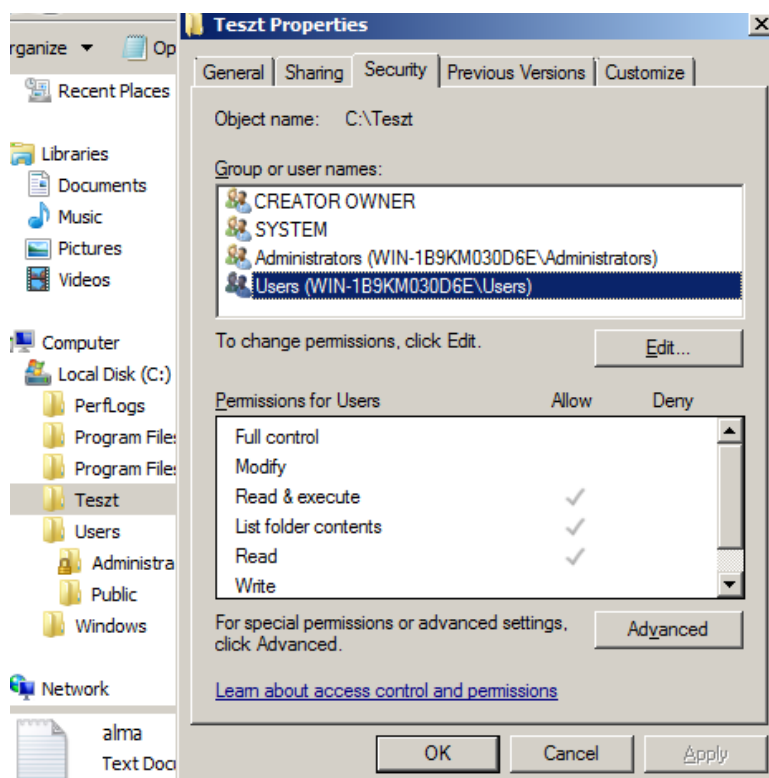 Teszt Properties
rganize Op
General Sharing Security Previous Versions Customize
Recent Places
Object name: C:\Teszt
Libraries
Documents
Music
Pictures
Videos
Group or user names:
CREATOR OWNER
SYSTEM
Administrators (WIN-1B9KM030D6E\Administrators)
Users (WIN-1B9KM030D6E\Users)
To change permissions, click Edit.
Edit...
Computer
Local Disk (C:)
PerfLogs
Program Files
Program Files
Teszt
Users
Administra
Public
Windows
Permissions for Users Allow Deny
Full control
Modify
Read & execute
List folder contents
Read
Write
For special permissions or advanced settings,
click Advanced.
Advanced
Learn about access control and permissions
Network
alma
Text Docu
OK Cancel Apply